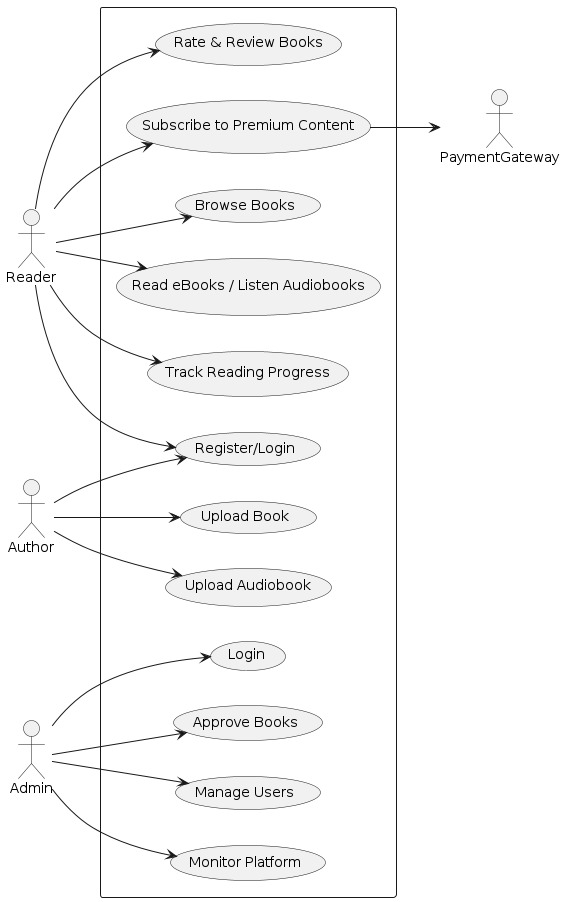 Rate & Review Books
Subscribe to Premium Content
PaymentGateway
Browse Books
Reader
Read eBooks / Listen Audiobooks
Track Reading Progress
Register/Login
Upload Book
Author
Upload Audiobook
Login
Approve Books
Admin
Manage Users
Monitor Platform